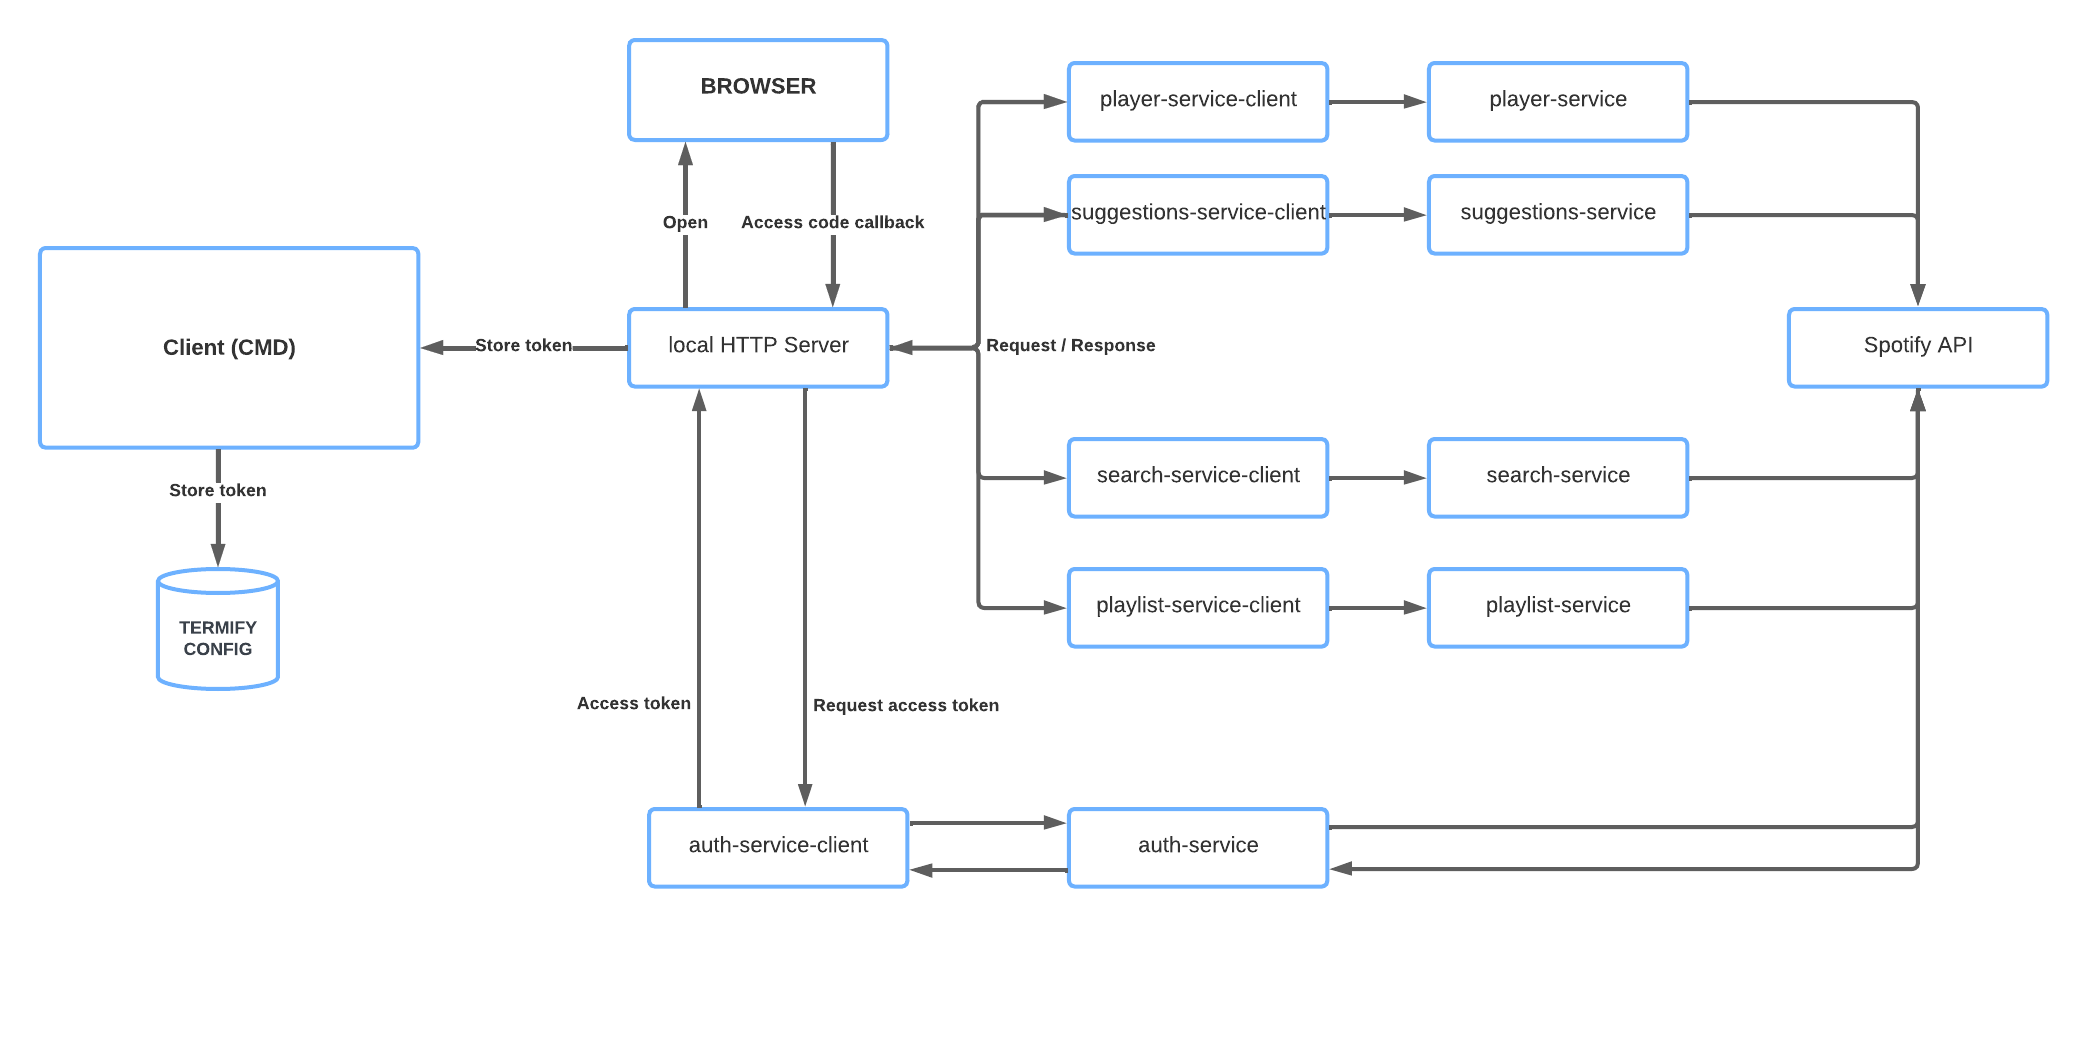 BROWSER
player-service-client
player-service
suggestions-service-client
suggestions-service
Open
Access code callback
Client (CMD)
Store token
local HTTP Server
Request / Response
Spotify API
Store token
search-service-client
search-service
TERMIFY
CONFIG
playlist-service-client
playlist-service
Access token
Request access token
auth-service-client
auth-service